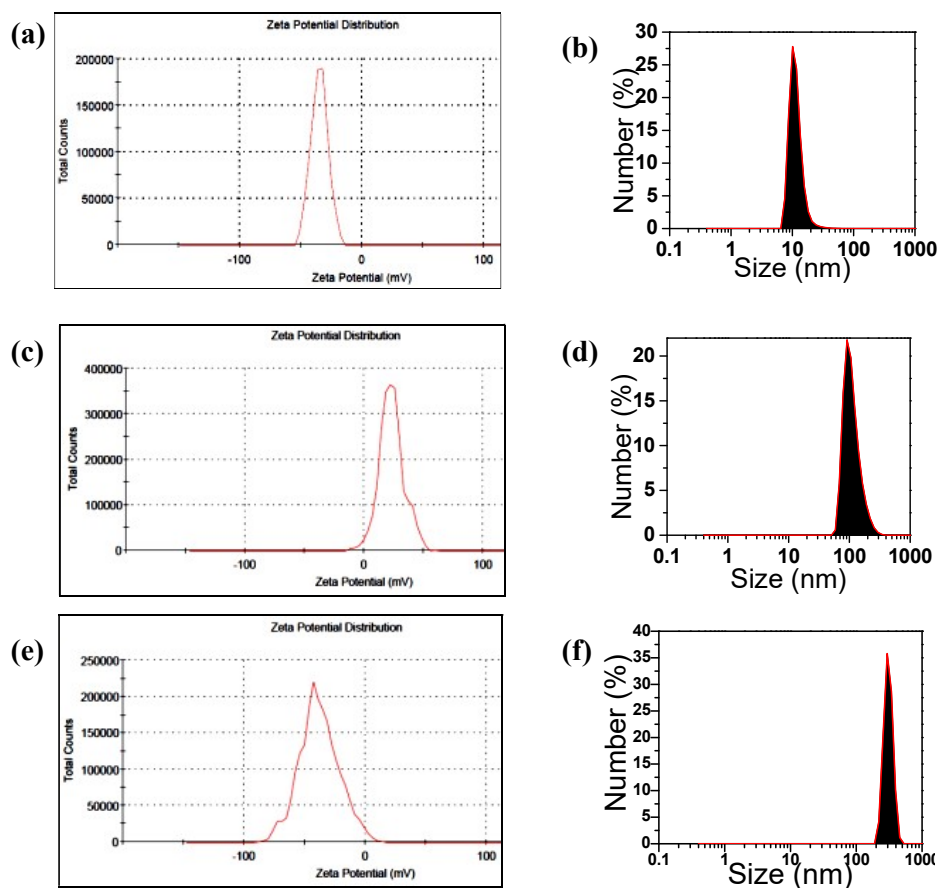 (a)
Zeta Potential Distribution
Total Counts
200000
150000
100000
50000
0
-100
0
100
Zeta Potential (mV)
(b)
Number (%)
30
25
20
15
10
5
0
0.1
1
10
100
1000
Size (nm)
(c)
Zeta Potential Distribution
Total Counts
400000
300000
200000
100000
0
-100
0
100
Zeta Potential (mV)
(d)
Number (%)
20
15
10
5
0
0.1
1
10
100
1000
Size (nm)
(e)
Zeta Potential Distribution
Total Counts
250000
200000
150000
100000
50000
0
-100
0
100
Zeta Potential (mV)
(f)
Number (%)
40
35
30
25
20
15
10
5
0
0.1
1
10
100
1000
Size (nm)